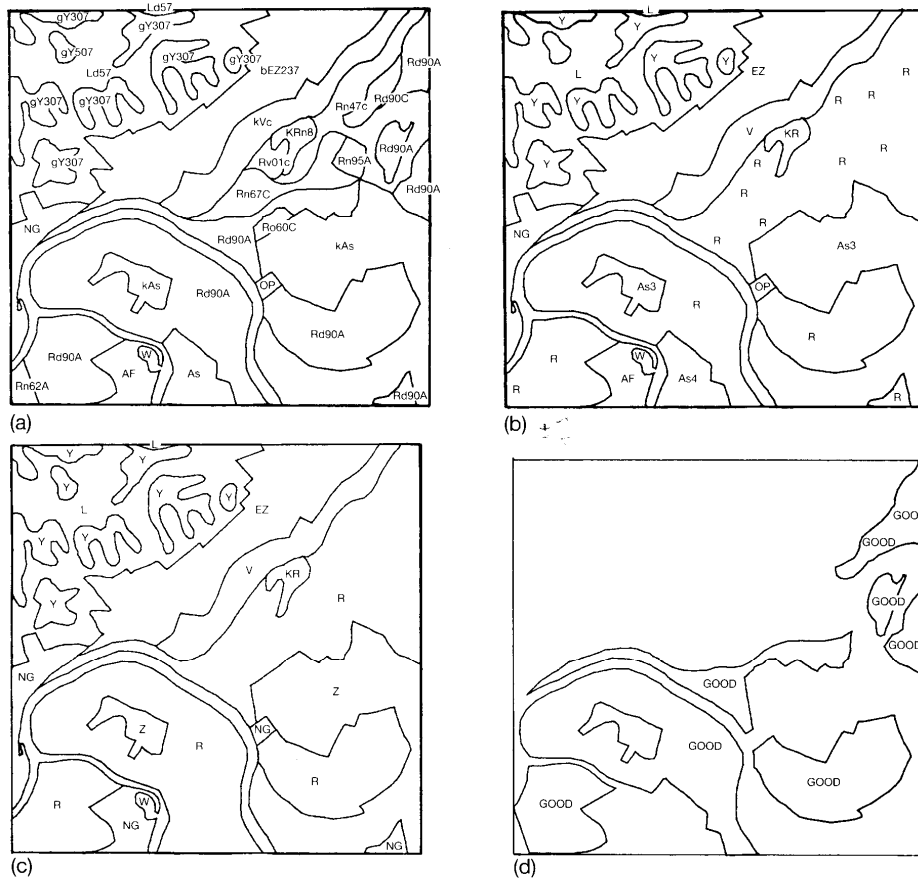 Ld57
gY307
gY307
gY507
gY307
gY307
Ld57
bEZ237
Rd90A
gY307
gY307
Rn47c
Rd90C
kVc
KRn8
Rd90A
gY307
Rv01c
Rn95A
Rn67C
Rd90A
NG
Rd90A
Ro60C
kAs
kAs
Rd90A
OP
Rd90A
Rd90A
W
Rn62A
AF
As
Rd90A
(a)
L
Y
Y
Y
Y
L
EZ
R
Y
Y
R
R
V
KR
R
R
Y
R
R
R
NG
R
R
As3
As3
R
OP
R
R
W
R
AF
As4
R
(b)
L
Y
Y
Y
Y
Y
L
EZ
Y
Y
V
KR
R
Y
NG
Z
Z
R
NG
R
R
W
NG
NG
(c)
GOOD
GOOD
GOOD
GOOD
GOOD
GOOD
GOOD
GOOD
(d)